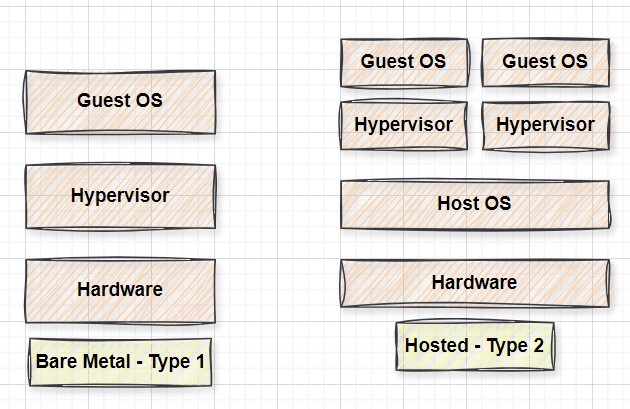 Guest OS
Hypervisor
Hardware
Bare Metal - Type 1
Guest OS
Guest OS
Hypervisor
Hypervisor
Host OS
Hardware
Hosted - Type 2